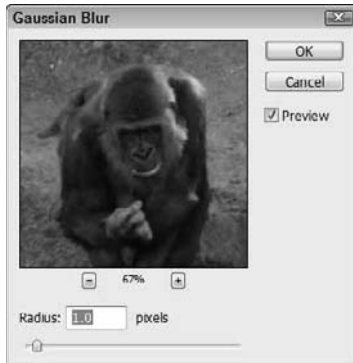 Gaussian Blur
OK
Cancel
Preview
67%
Radius: 1.0 pixels